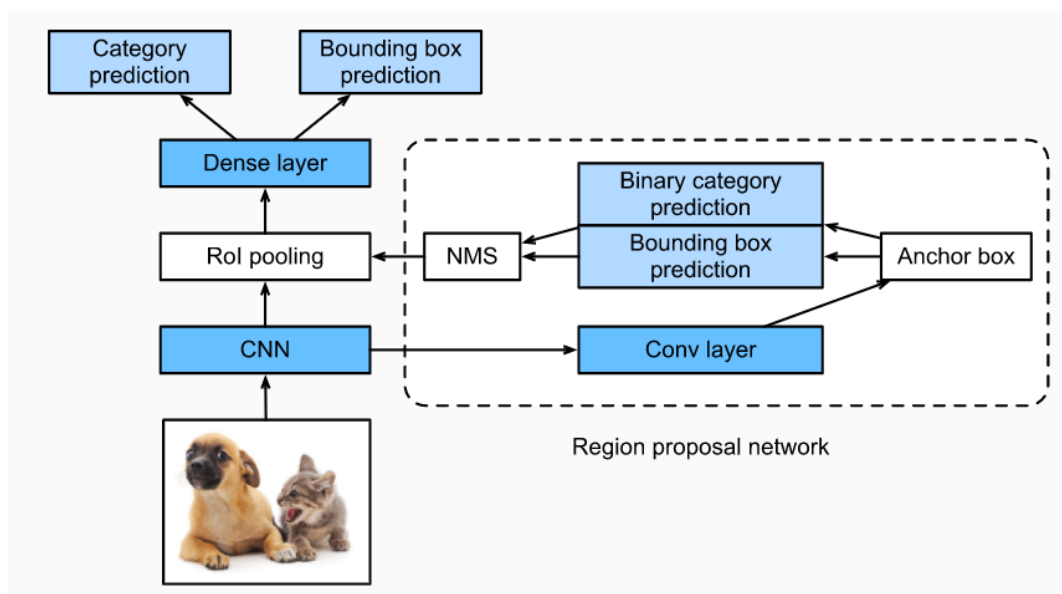 Category
prediction
Bounding box
prediction
Dense layer
Binary category
prediction
RoI pooling
NMS
Bounding box
prediction
Anchor box
CNN
Conv layer
Region proposal network